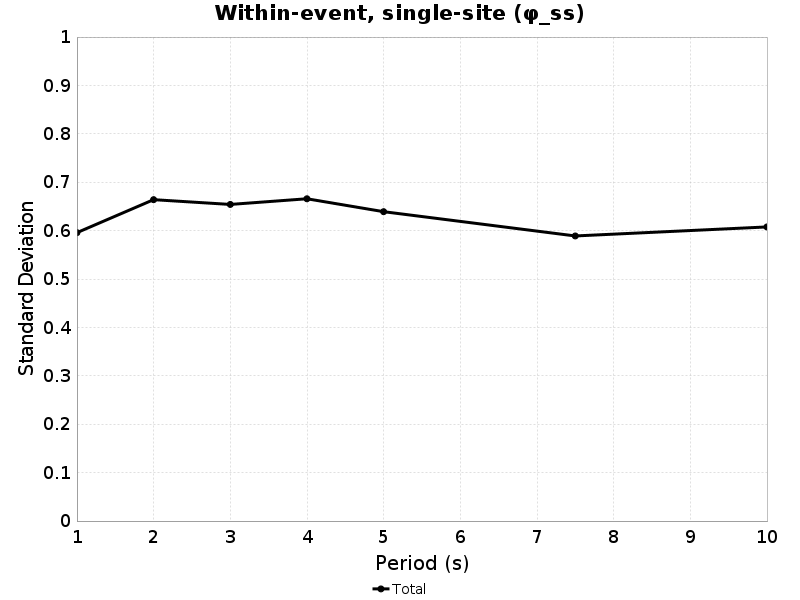 Within-event, single-site (φ_ss)
1
0.9
0.8
0.7
0.6
0.5
0.4
0.3
0.2
0.1
0
Standard Deviation
1 2 3 4 5 6 7 8 9 10
Period (s)
Total